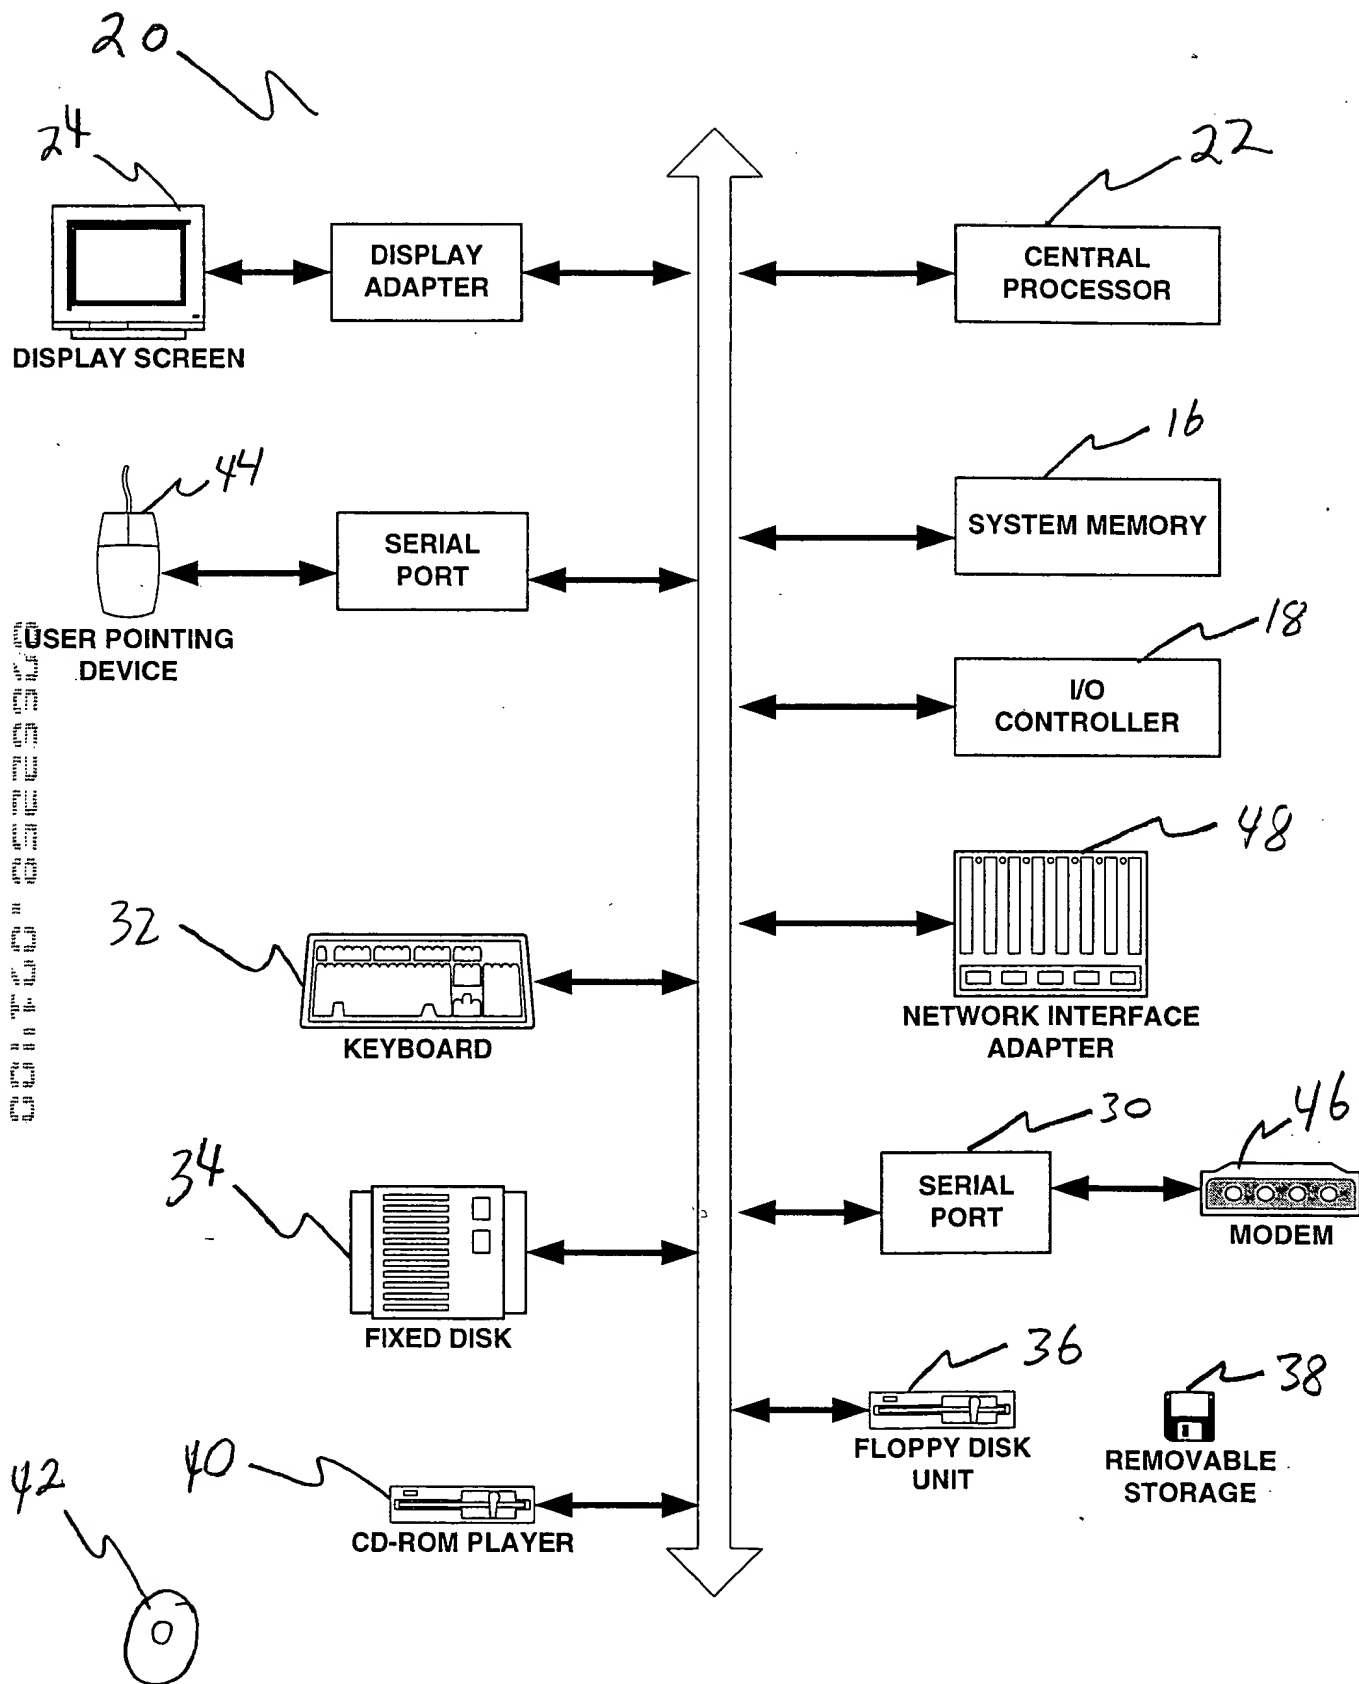 20
24
22
DISPLAY
ADAPTER
CENTRAL
PROCESSOR
DISPLAY SCREEN
16
44
SYSTEM MEMORY
SERIAL
PORT
18
USER POINTING
DEVICE
I/O
CONTROLLER
48
32
NETWORK INTERFACE
ADAPTER
KEYBOARD
30
46
34
SERIAL
PORT
MODEM
FIXED DISK
36
38
FLOPPY DISK
UNIT
REMOVABLE
STORAGE
42
40
CD-ROM PLAYER